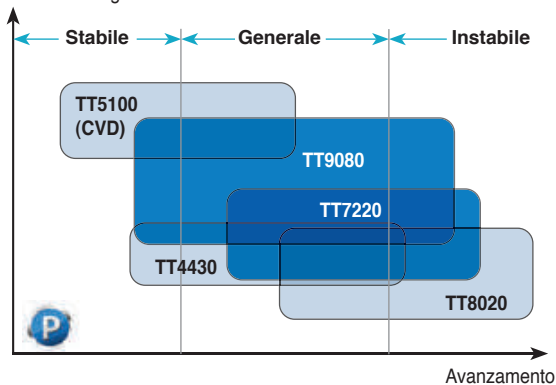 Stabile
Generale
Instabile
TT5100
(CVD)
TT9080
TT7220
TT4430
TT8020
P
Avanzamento